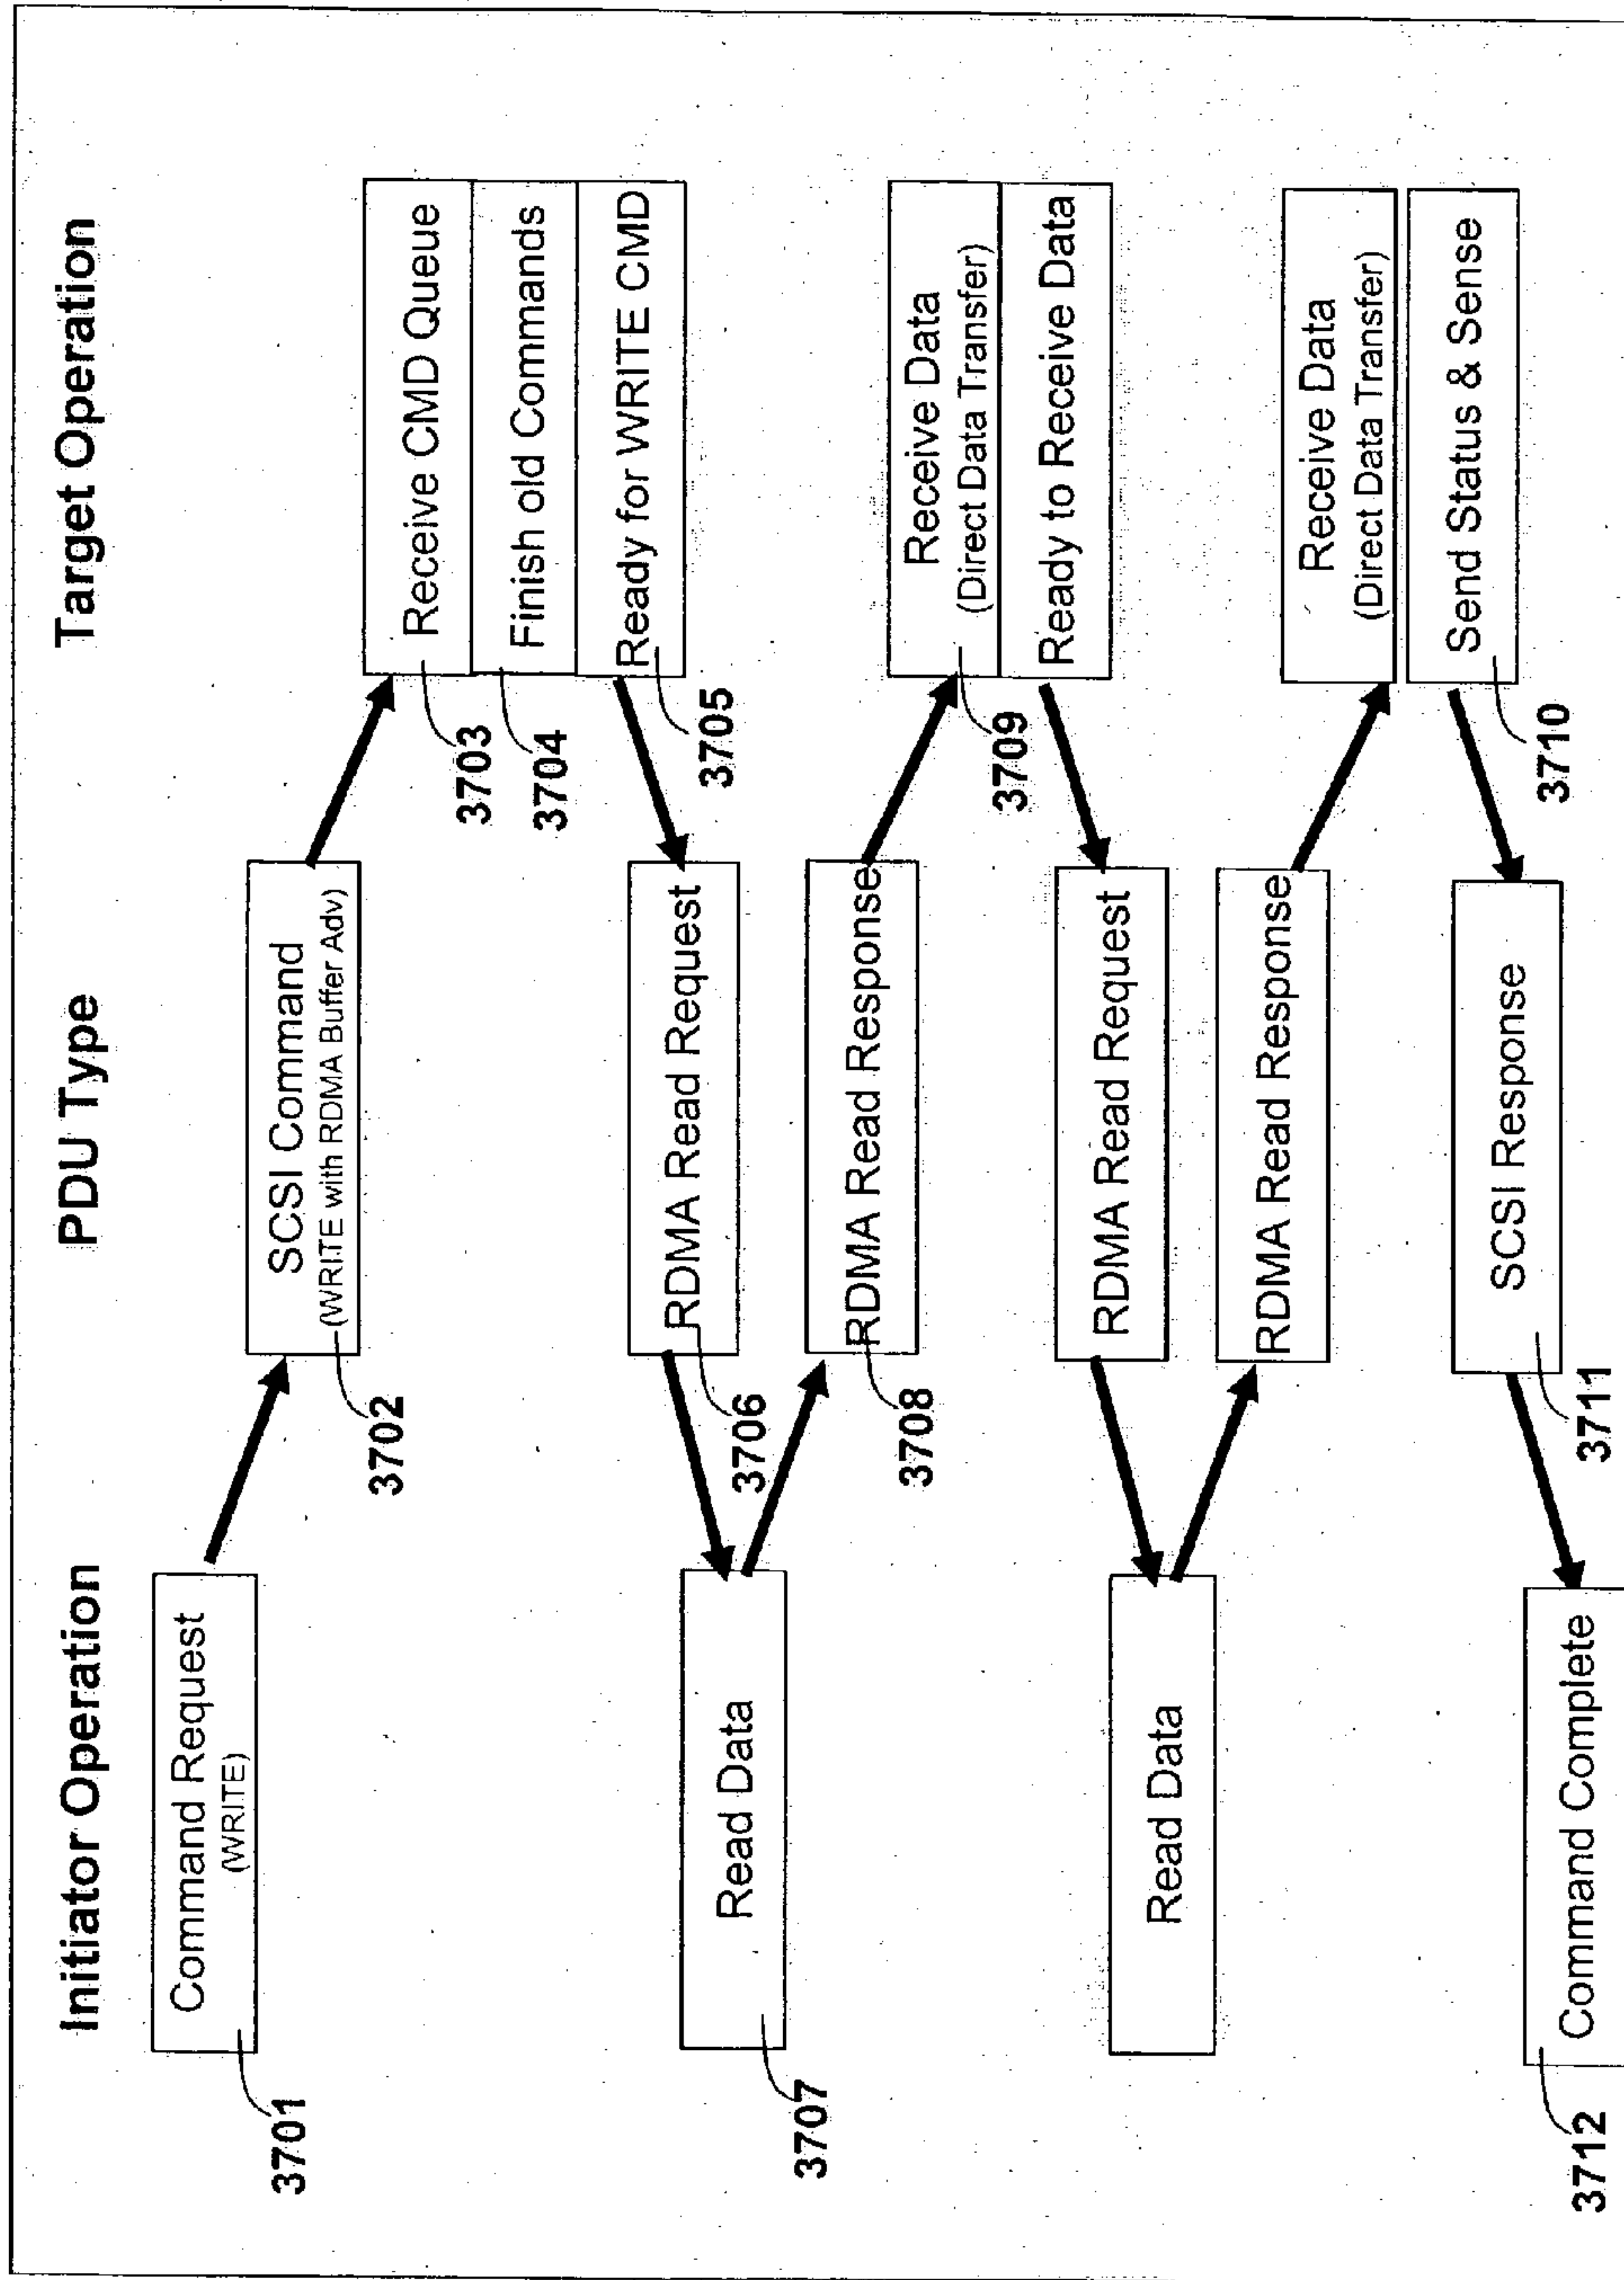 Initiator Operation
PDU Type
Target Operation
Command Request
(WRITE)
3701
SCSI Command
(WRITE with RDMA Buffer Adv)
3702
Receive CMD Queue
3703
Finish old Commands
3704
Ready for WRITE CMD
3705
RDMA Read Request
3706
Read Data
3707
RDMA Read Response
3708
Receive Data
(Direct Data Transfer)
3709
Ready to Receive Data
RDMA Read Request
Read Data
RDMA Read Response
Receive Data
(Direct Data Transfer)
Send Status & Sense
3710
SCSI Response
3711
Command Complete
3712